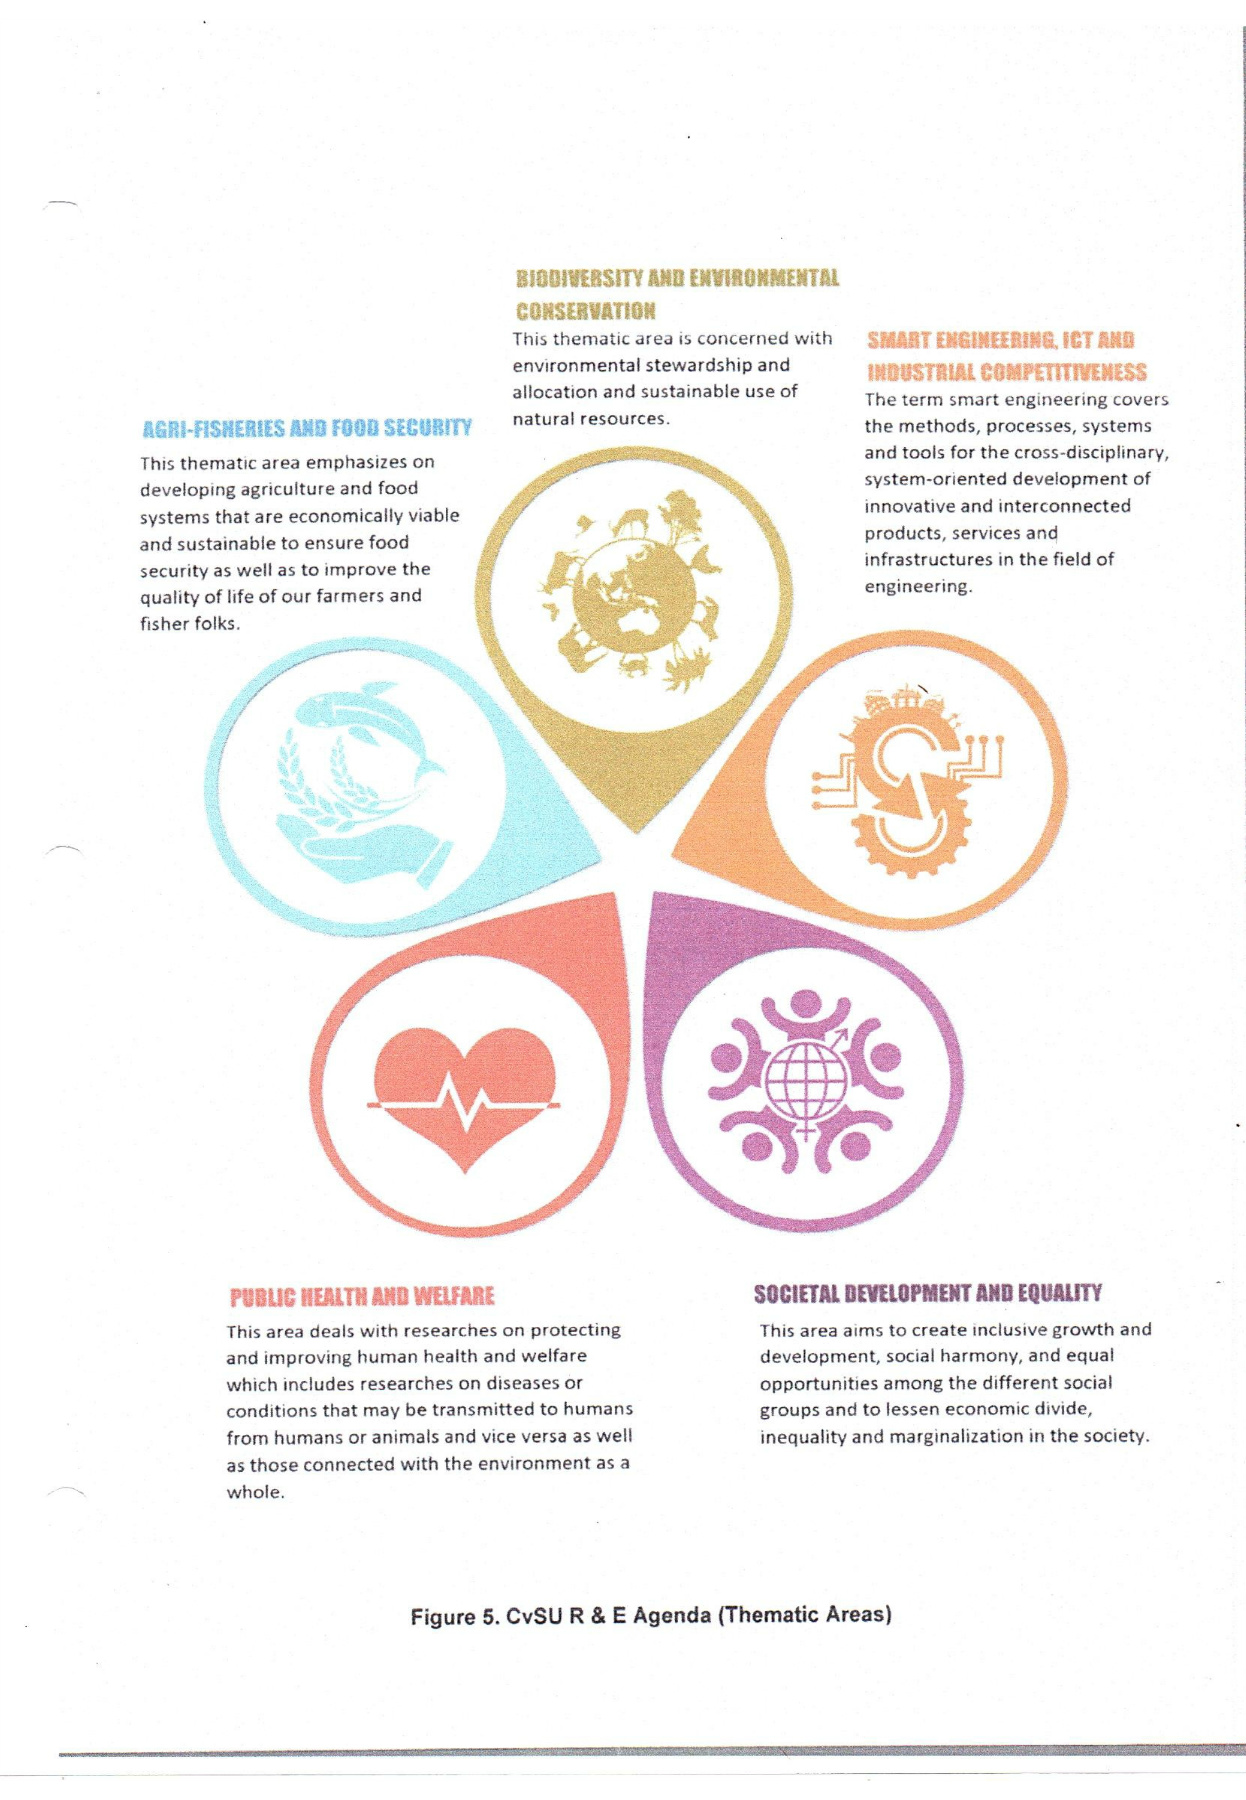 BIODIVERSITY AND ENVIRONMENTAL
CONSERVATION
This thematic area is concerned with
environmental stewardship and
allocation and sustainable use of
natural resources.
SMART ENGINEERING, ICT AND
INDUSTRIAL COMPETITIVENESS
The term smart engineering covers
the methods, processes, systems
and tools for the cross-disciplinary,
system-oriented development of
innovative and interconnected
products, services and
infrastructures in the field of
engineering.
AGRI-FISHERIES AND FOOD SECURITY
This thematic area emphasizes on
developing agriculture and food
systems that are economically viable
and sustainable to ensure food
security as well as to improve the
quality of life of our farmers and
fisher folks.
PUBLIC HEALTH AND WELFARE
This area deals with researches on protecting
and improving human health and welfare
which includes researches on diseases or
conditions that may be transmitted to humans
from humans or animals and vice versa as well
as those connected with the environment as a
whole.
SOCIETAL DEVELOPMENT AND EQUALITY
This area aims to create inclusive growth and
development, social harmony, and equal
opportunities among the different social
groups and to lessen economic divide,
inequality and marginalization in the society.
Figure 5. CvSU R & E Agenda (Thematic Areas)